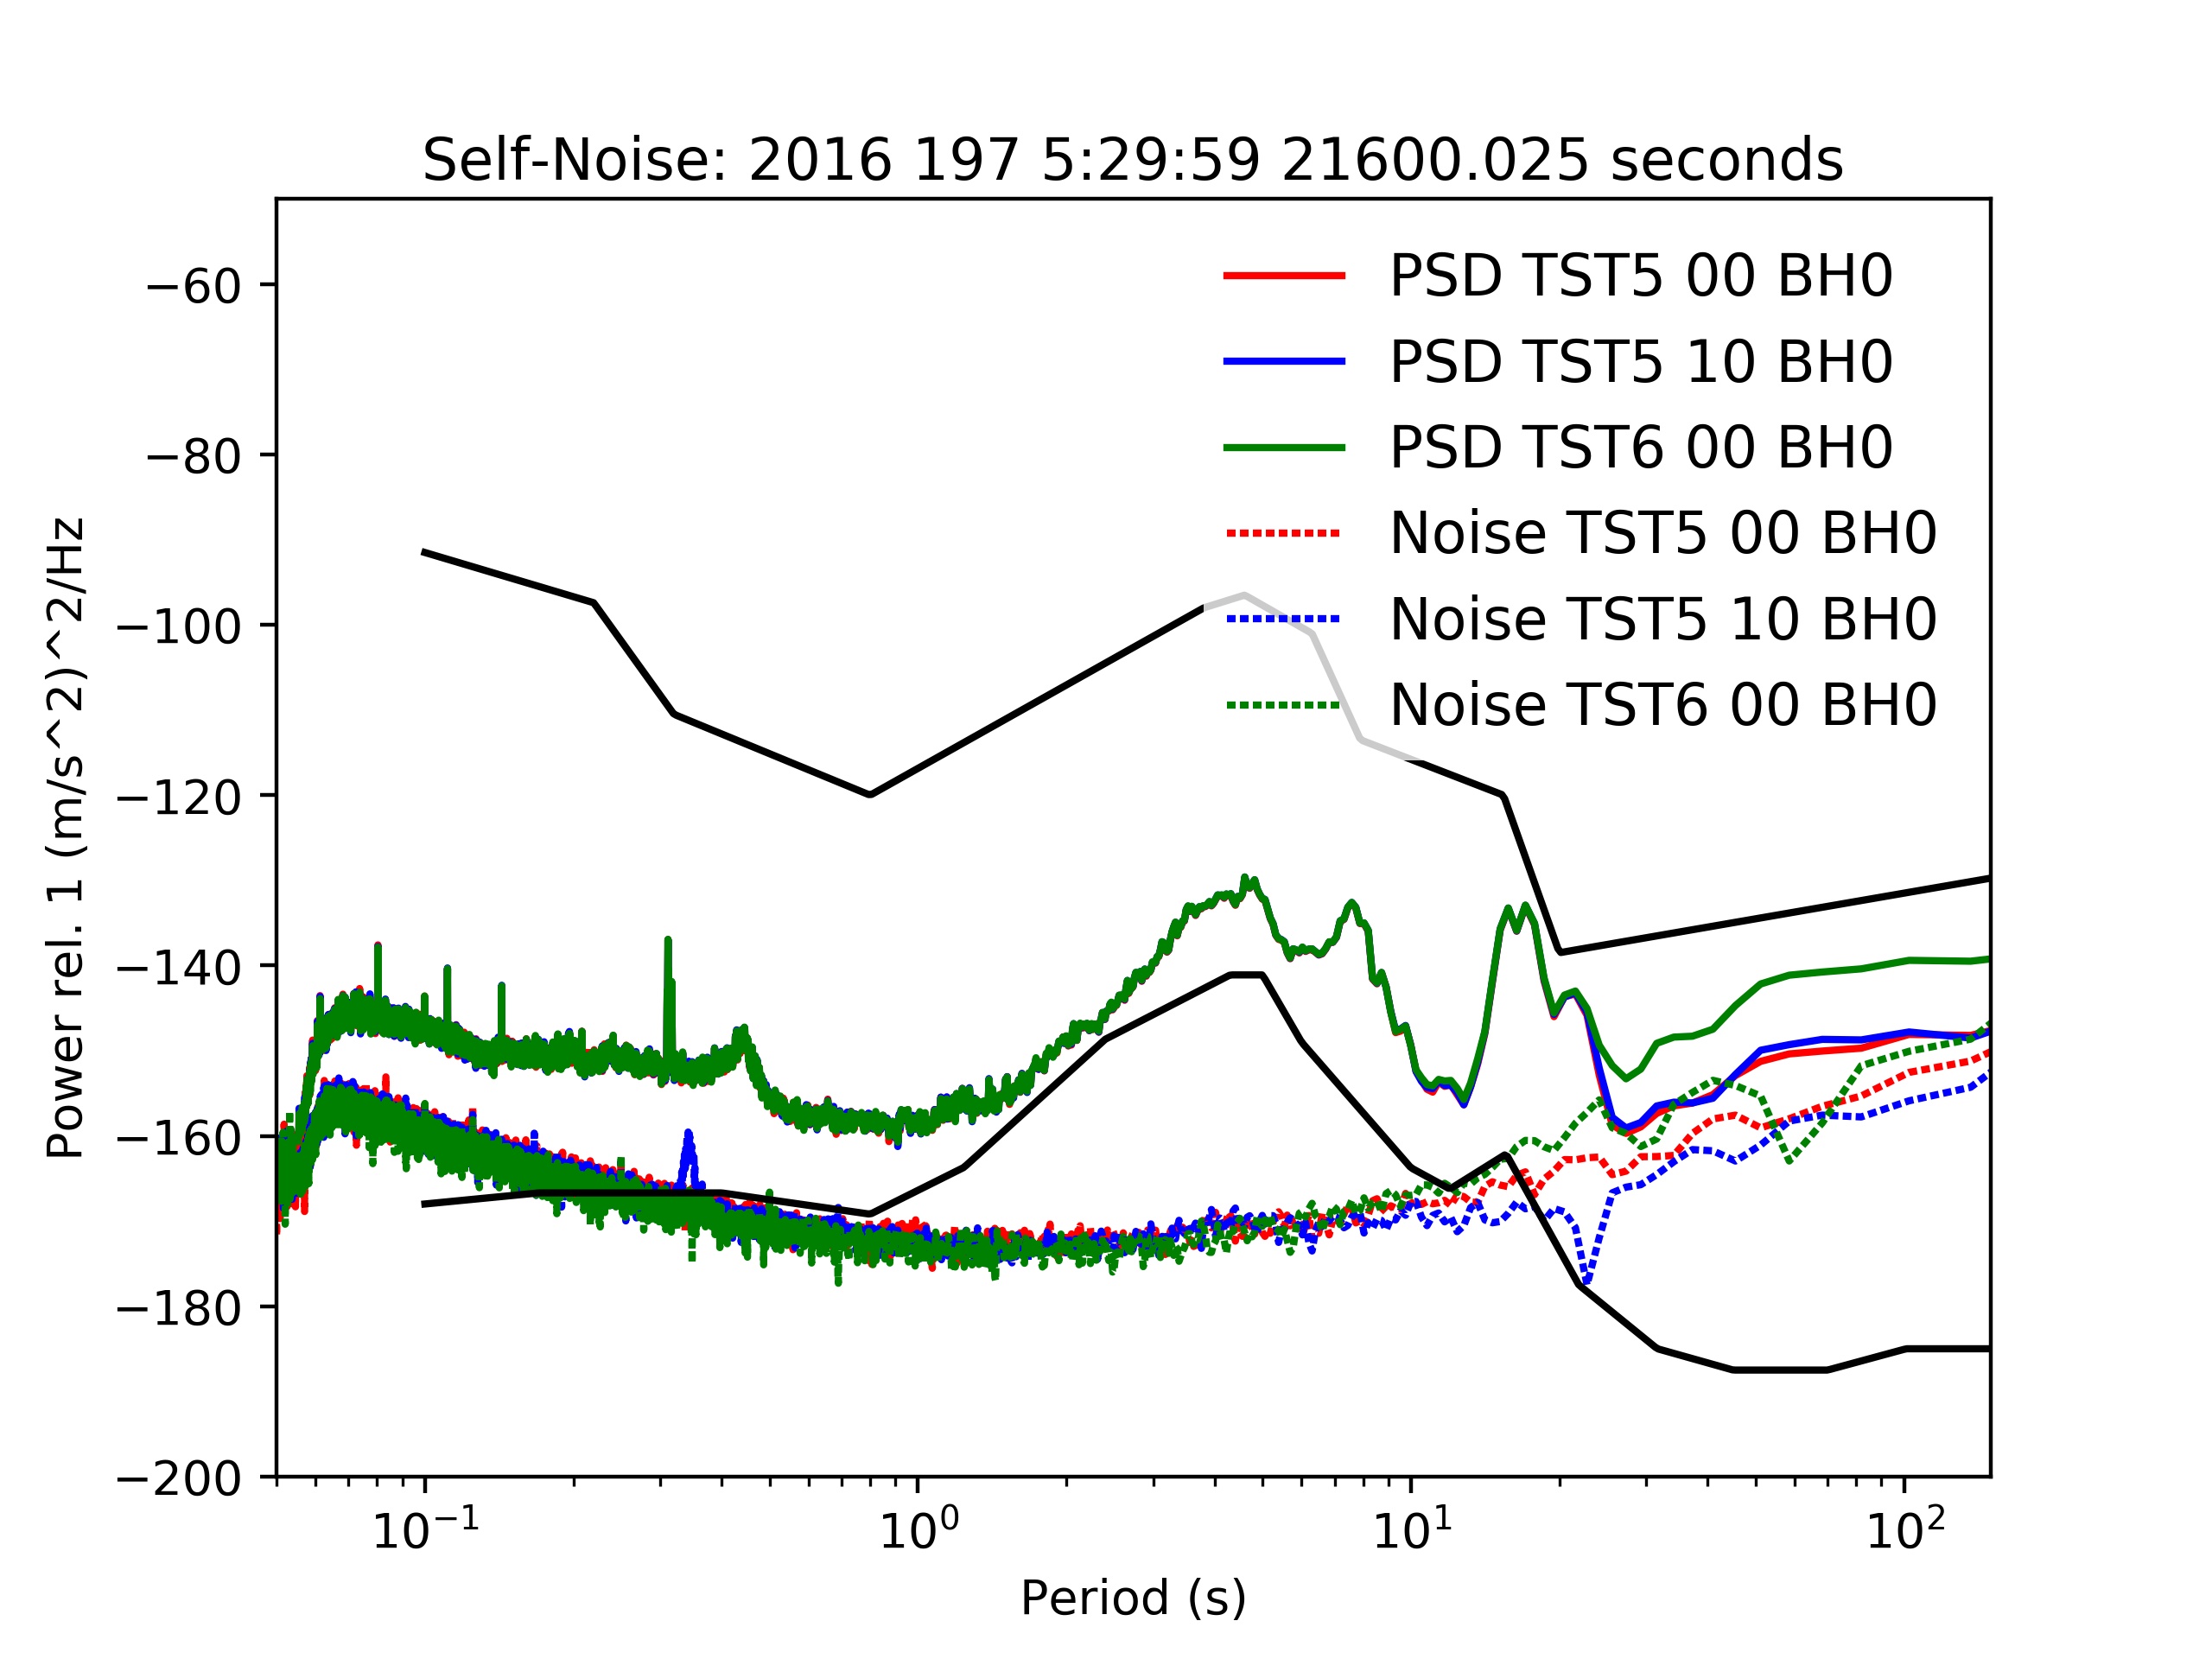 Self-Noise: 2016 197 5:29:59 21600.025 seconds
PSD TST5 00 BH0
PSD TST5 10 BH0
PSD TST6 00 BH0
Noise TST5 00 BH0
Noise TST5 10 BH0
Noise TST6 00 BH0
Power rel. 1 (m/s^2)^2/Hz
−60
−80
−100
−120
−140
−160
−180
−200
10⁻¹
10⁰
10¹
10²
Period (s)